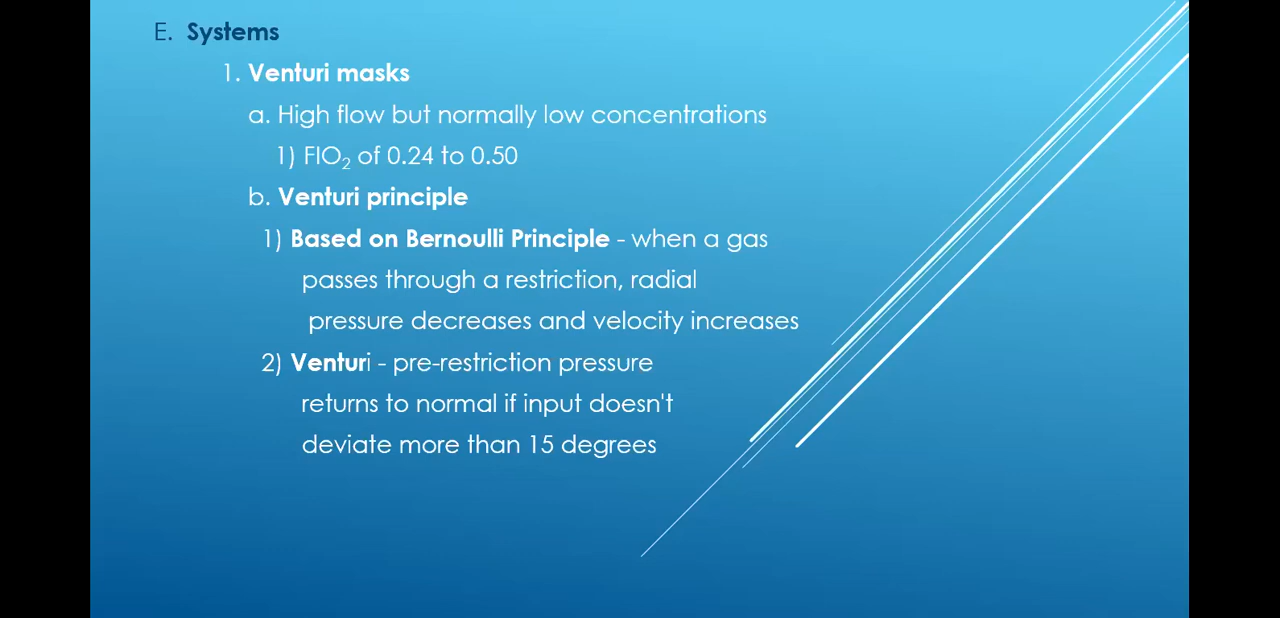 E. Systems
1. Venturi masks
a. High flow but normally low concentrations
1) FIO₂ of 0.24 to 0.50
b. Venturi principle
1) Based on Bernoulli Principle - when a gas
passes through a restriction, radial
pressure decreases and velocity increases
2) Venturi - pre-restriction pressure
returns to normal if input doesn't
deviate more than 15 degrees